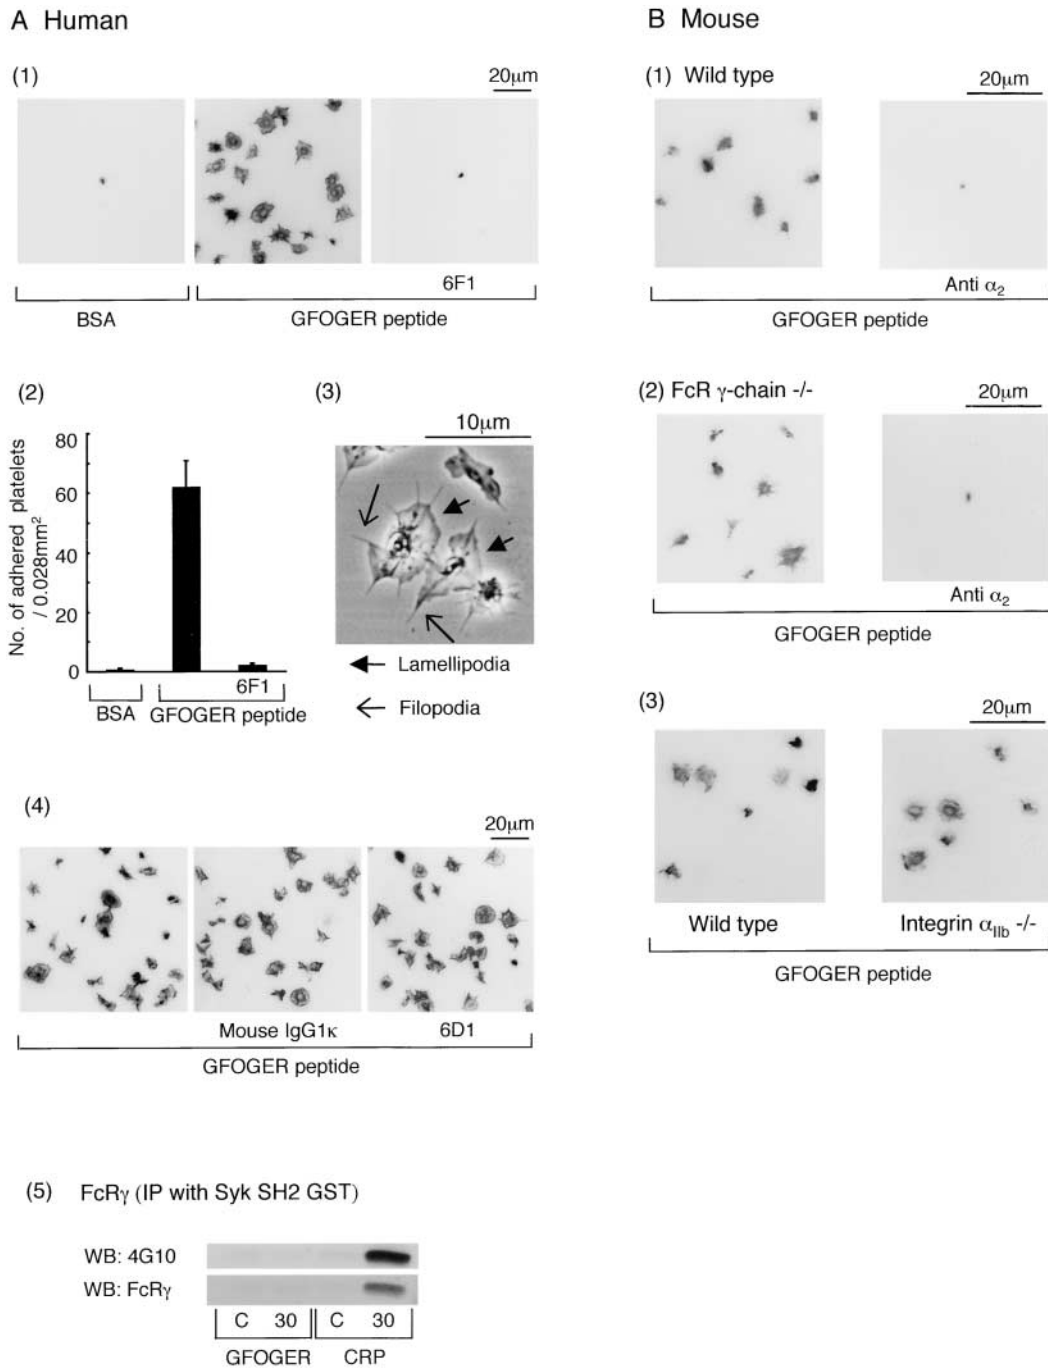 A Human
(1)
20μm
6F1
BSA
GFOGER peptide
(2)
No. of adhered platelets
/ 0.028mm²
80
60
40
20
0
6F1
BSA
GFOGER peptide
(3)
10μm
Lamellipodia
Filopodia
(4)
20μm
Mouse IgG1κ
6D1
GFOGER peptide
(5) FcRγ (IP with Syk SH2 GST)
WB: 4G10
WB: FcRγ
C 30 C 30
GFOGER CRP
B Mouse
(1) Wild type
20μm
Anti α₂
GFOGER peptide
(2) FcR γ-chain -/-
20μm
Anti α₂
GFOGER peptide
(3)
20μm
Wild type
Integrin αIIb -/-
GFOGER peptide